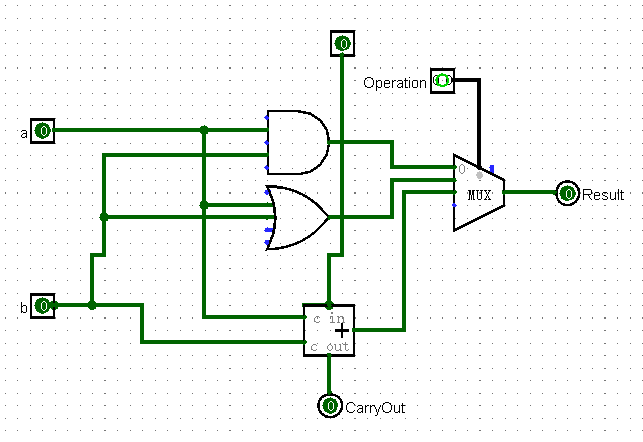 0
Operation 00
a 0
0
MUX
0 Result
b 0
c in
+
c out
0 CarryOut